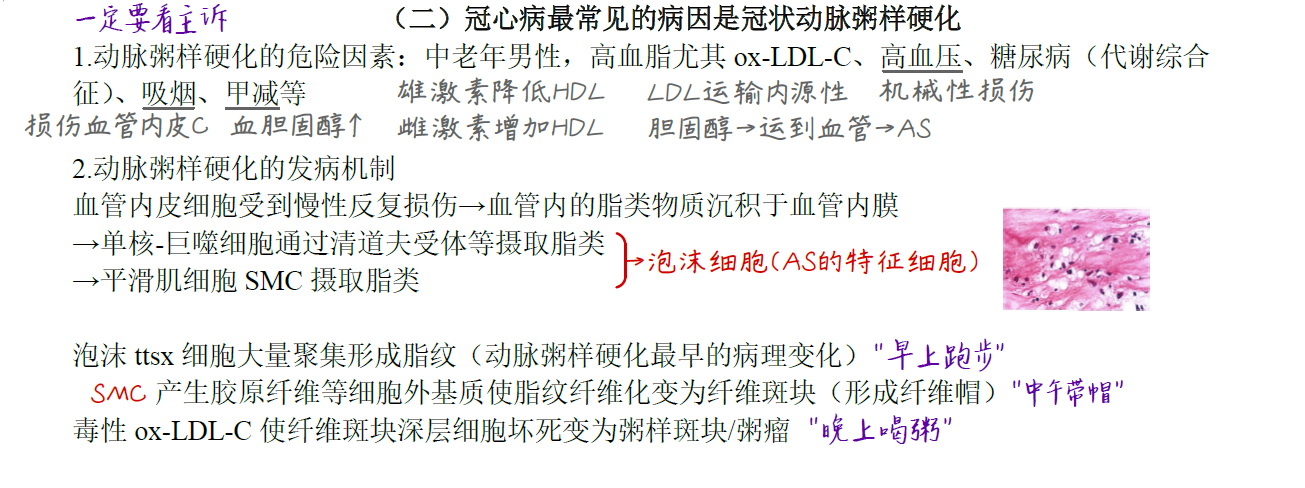 一定要看主诉 （二）冠心病最常见的病因是冠状动脉粥样硬化
1.动脉粥样硬化的危险因素：中老年男性，高血脂尤其 ox-LDL-C、高血压、糖尿病（代谢综合
征）、吸烟、甲减等 雄激素降低HDL LDL运输内源性 机械性损伤
损伤血管内皮C 血胆固醇↑ 雌激素增加HDL 胆固醇→运到血管→AS
2.动脉粥样硬化的发病机制
血管内皮细胞受到慢性反复损伤→血管内的脂类物质沉积于血管内膜
→单核-巨噬细胞通过清道夫受体等摄取脂类
→泡沫细胞(AS的特征细胞)
→平滑肌细胞 SMC 摄取脂类
泡沫 ttsx 细胞大量聚集形成脂纹（动脉粥样硬化最早的病理变化）"早上跑步"
SMC 产生胶原纤维等细胞外基质使脂纹纤维化变为纤维斑块（形成纤维帽）"中午带帽"
毒性 ox-LDL-C 使纤维斑块深层细胞坏死变为粥样斑块/粥瘤 "晚上喝粥"